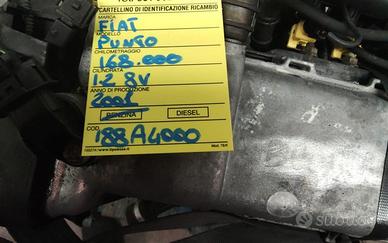 CARTELLINO DI IDENTIFICAZIONE RICAMBIO
MARCA
FIAT
MODELLO
PUNTO
CHILOMETRAGGIO
168.000
CILINDRATA
1.2 8V
ANNO DI PRODUZIONE
BENZINA
DIESEL
COD
188A4000
subito